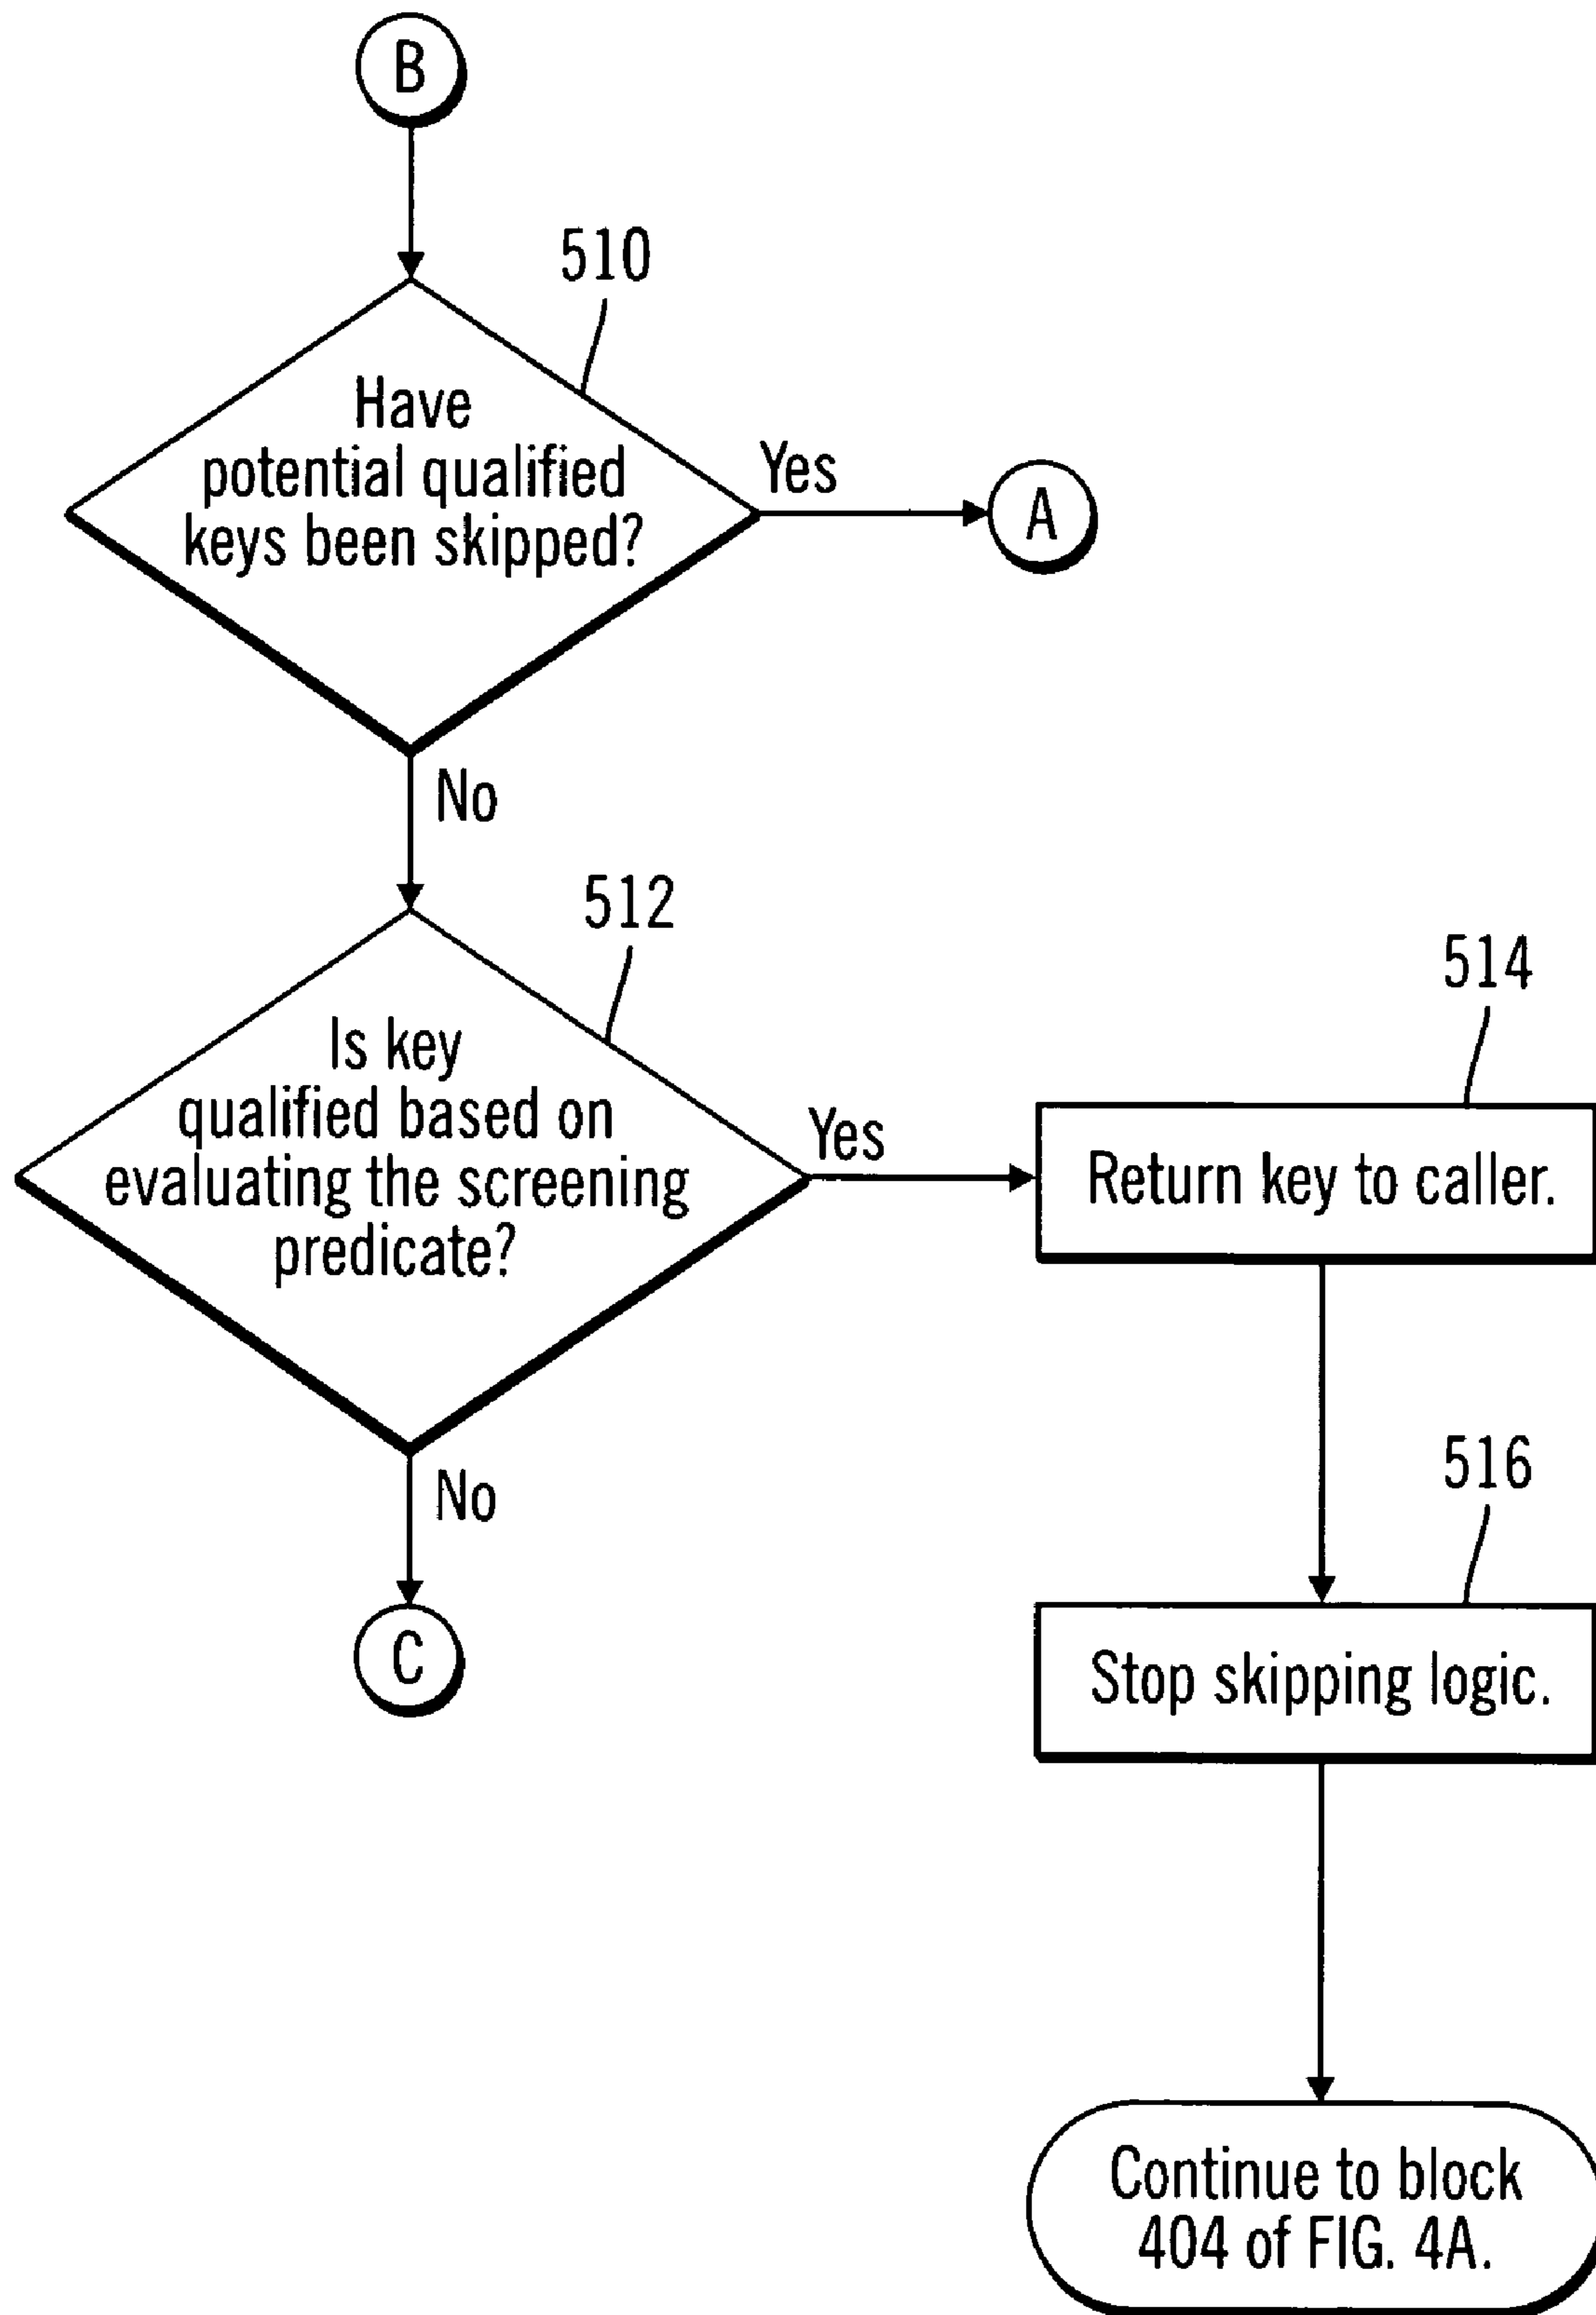 B
510
Have
potential qualified
keys been skipped?
Yes
A
No
512
Is key
qualified based on
evaluating the screening
predicate?
Yes
514
Return key to caller.
No
C
516
Stop skipping logic.
Continue to block
404 of FIG. 4A.